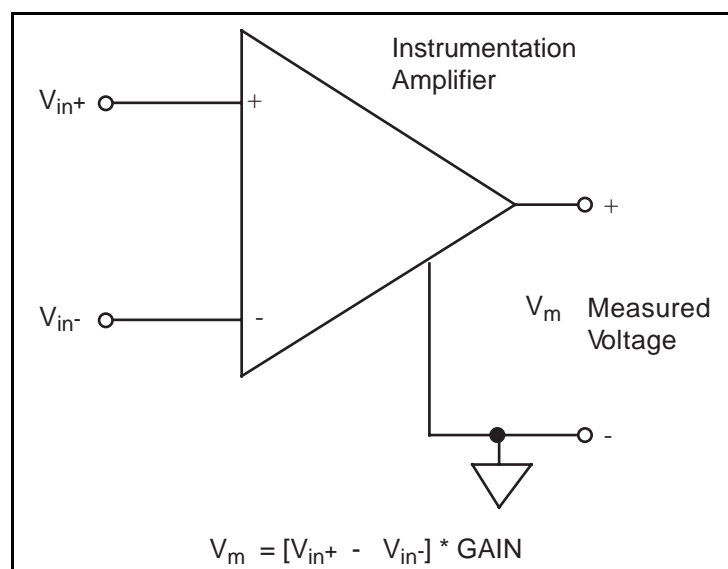 Instrumentation
Amplifier
Vin+
+
+
Vin-
-
Vm Measured
Voltage
-
Vm = [Vin+ - Vin-] * GAIN